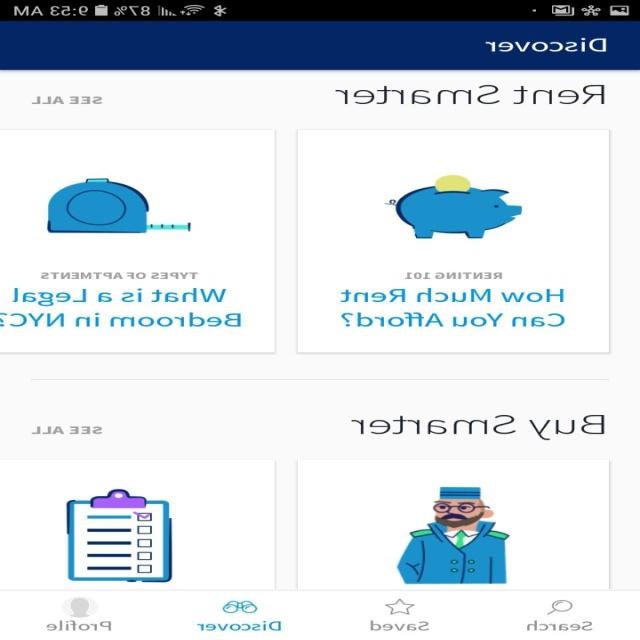 87% 9:53 AM
Discover
Rent Smarter
SEE ALL
RENTING 101
How Much Rent
Can You Afford?
TYPES OF APTMENTS
What is a Legal
Bedroom in NYC?
Buy Smarter
SEE ALL
Search
Saved
Discover
Profile